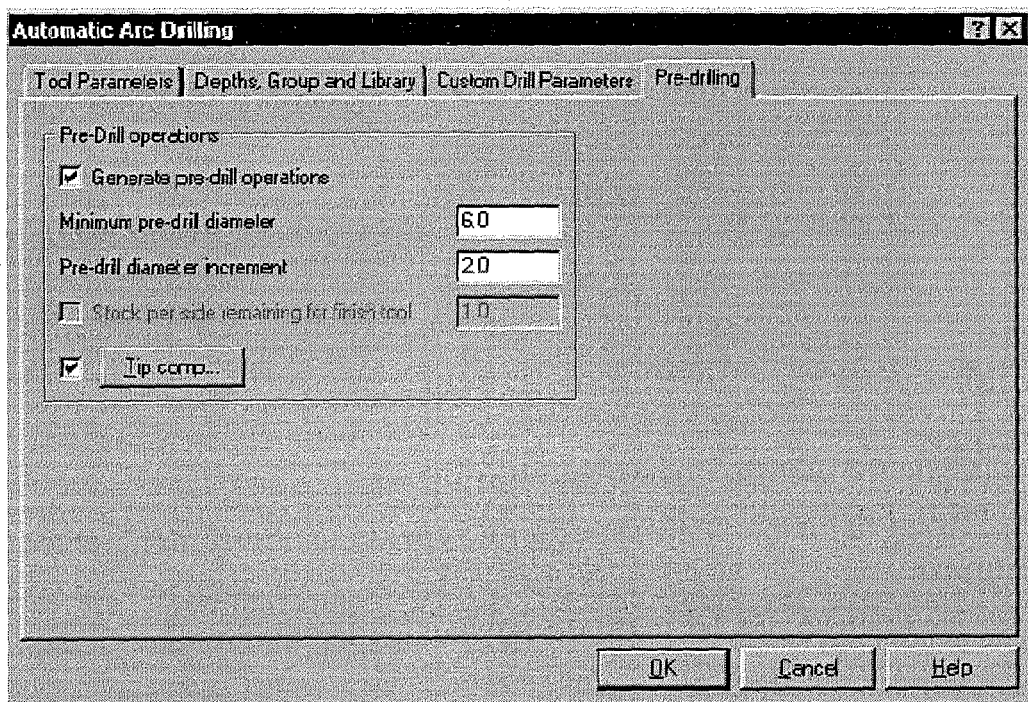 Automatic Arc Drilling
Tool Parameters Depths, Group and Library Custom Drill Parameters Pre-drilling
Pre-Drill operations
Generate pre-drill operations
Minimum pre-drill diameter 6.0
Pre-drill diameter increment 2.0
Stock per side remaining for finish tool 1.0
Tip comp...
OK Cancel Help